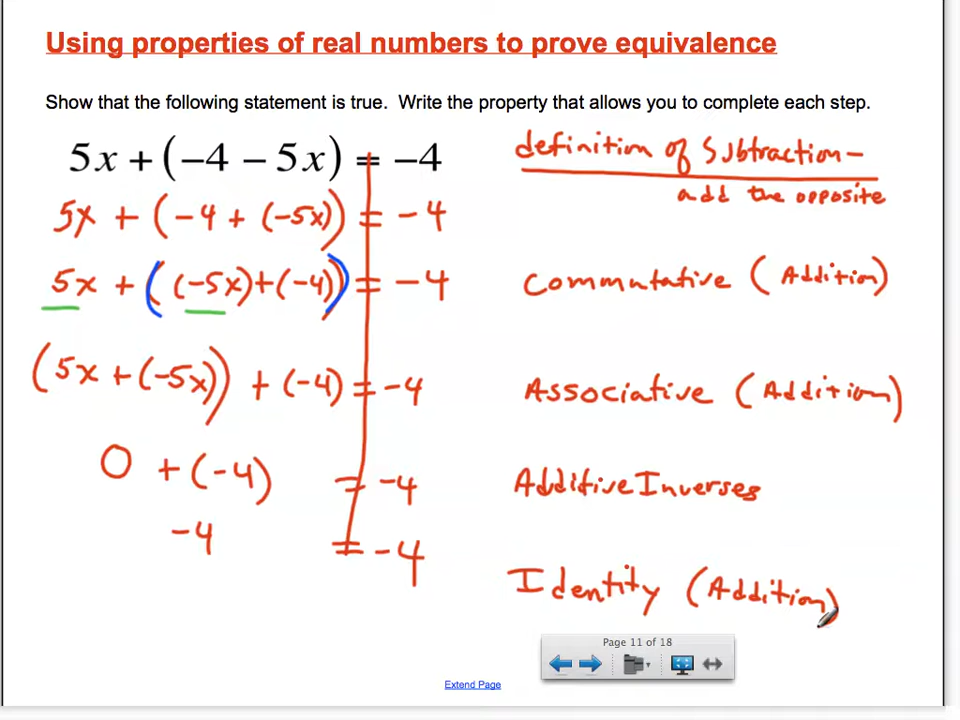 Using properties of real numbers to prove equivalence
Show that the following statement is true.  Write the property that allows you to complete each step.
5x + (−4 − 5x) = −4
definition of Subtraction–
add the opposite
5x + (-4 + (-5x)) = -4
5x + ((-5x)+(-4)) = -4
Commutative (Addition)
(5x + (-5x)) + (-4) = -4
Associative (Addition)
0 + (-4) = -4
Additive Inverses
-4 = -4
Identity (Addition)
Page 11 of 18
Extend Page